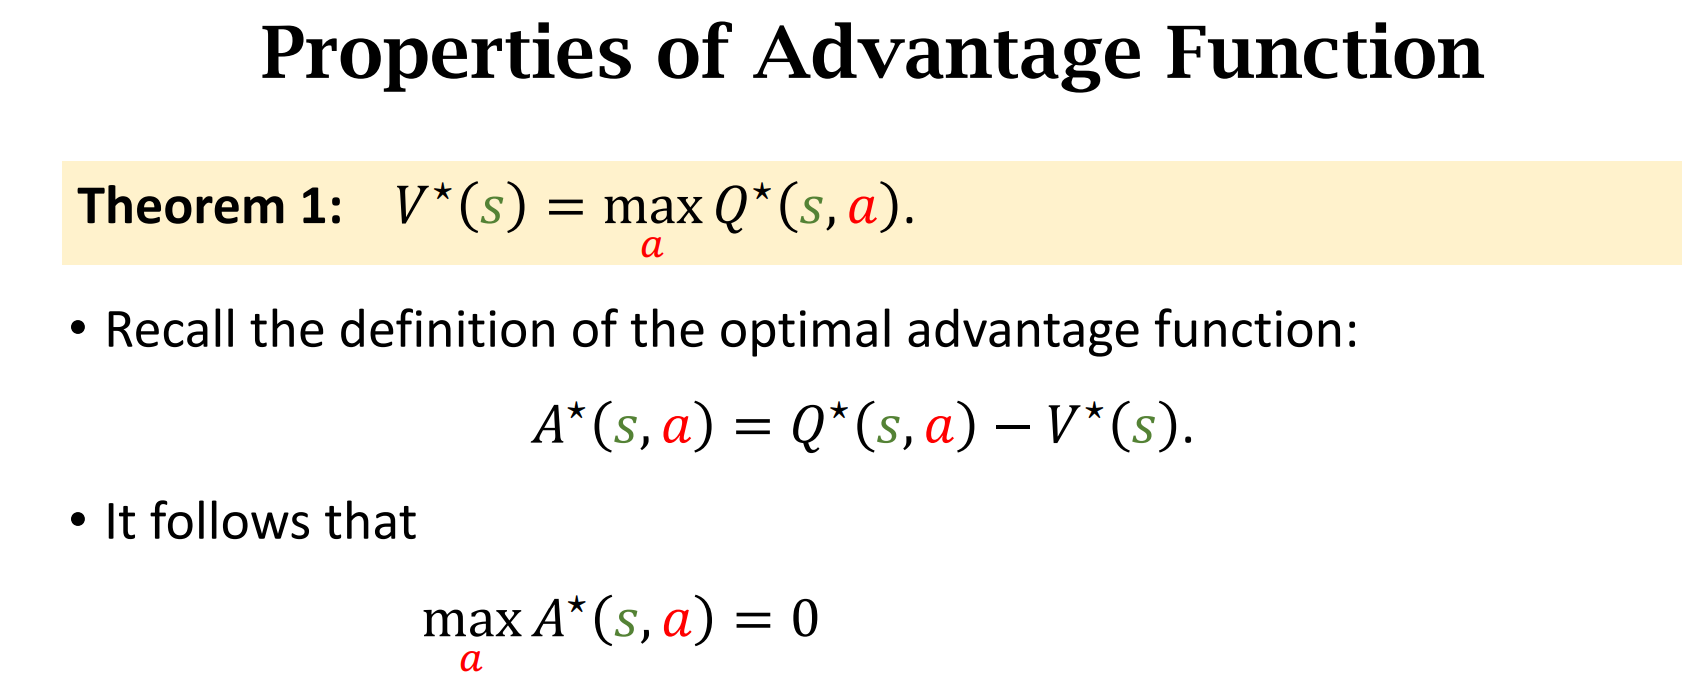 Properties of Advantage Function
Theorem 1: V⋆(s) = max Q⋆(s, a).
a
• Recall the definition of the optimal advantage function:
A⋆(s, a) = Q⋆(s, a) − V⋆(s).
• It follows that
max A⋆(s, a) = 0
a